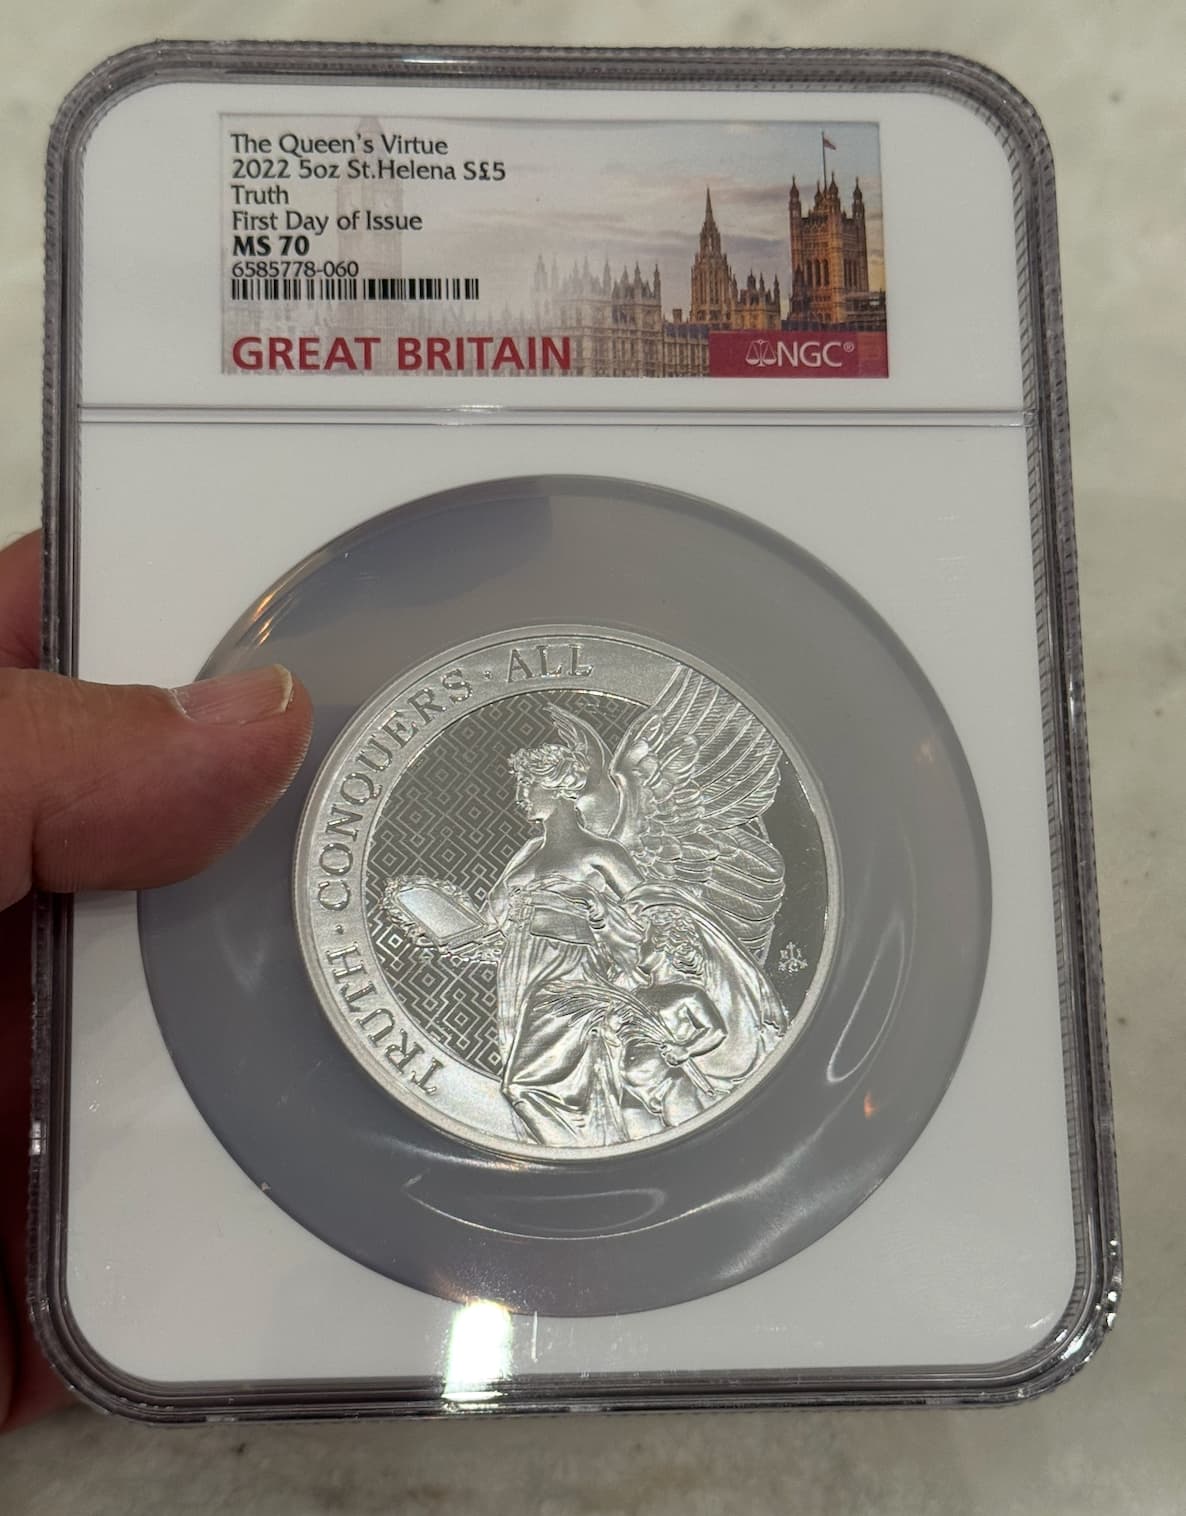 The Queen's Virtue
2022 5oz St.Helena S£5
Truth
First Day of Issue
MS 70
6585778-060
GREAT BRITAIN
NGC®
TRUTH · CONQUERS · ALL